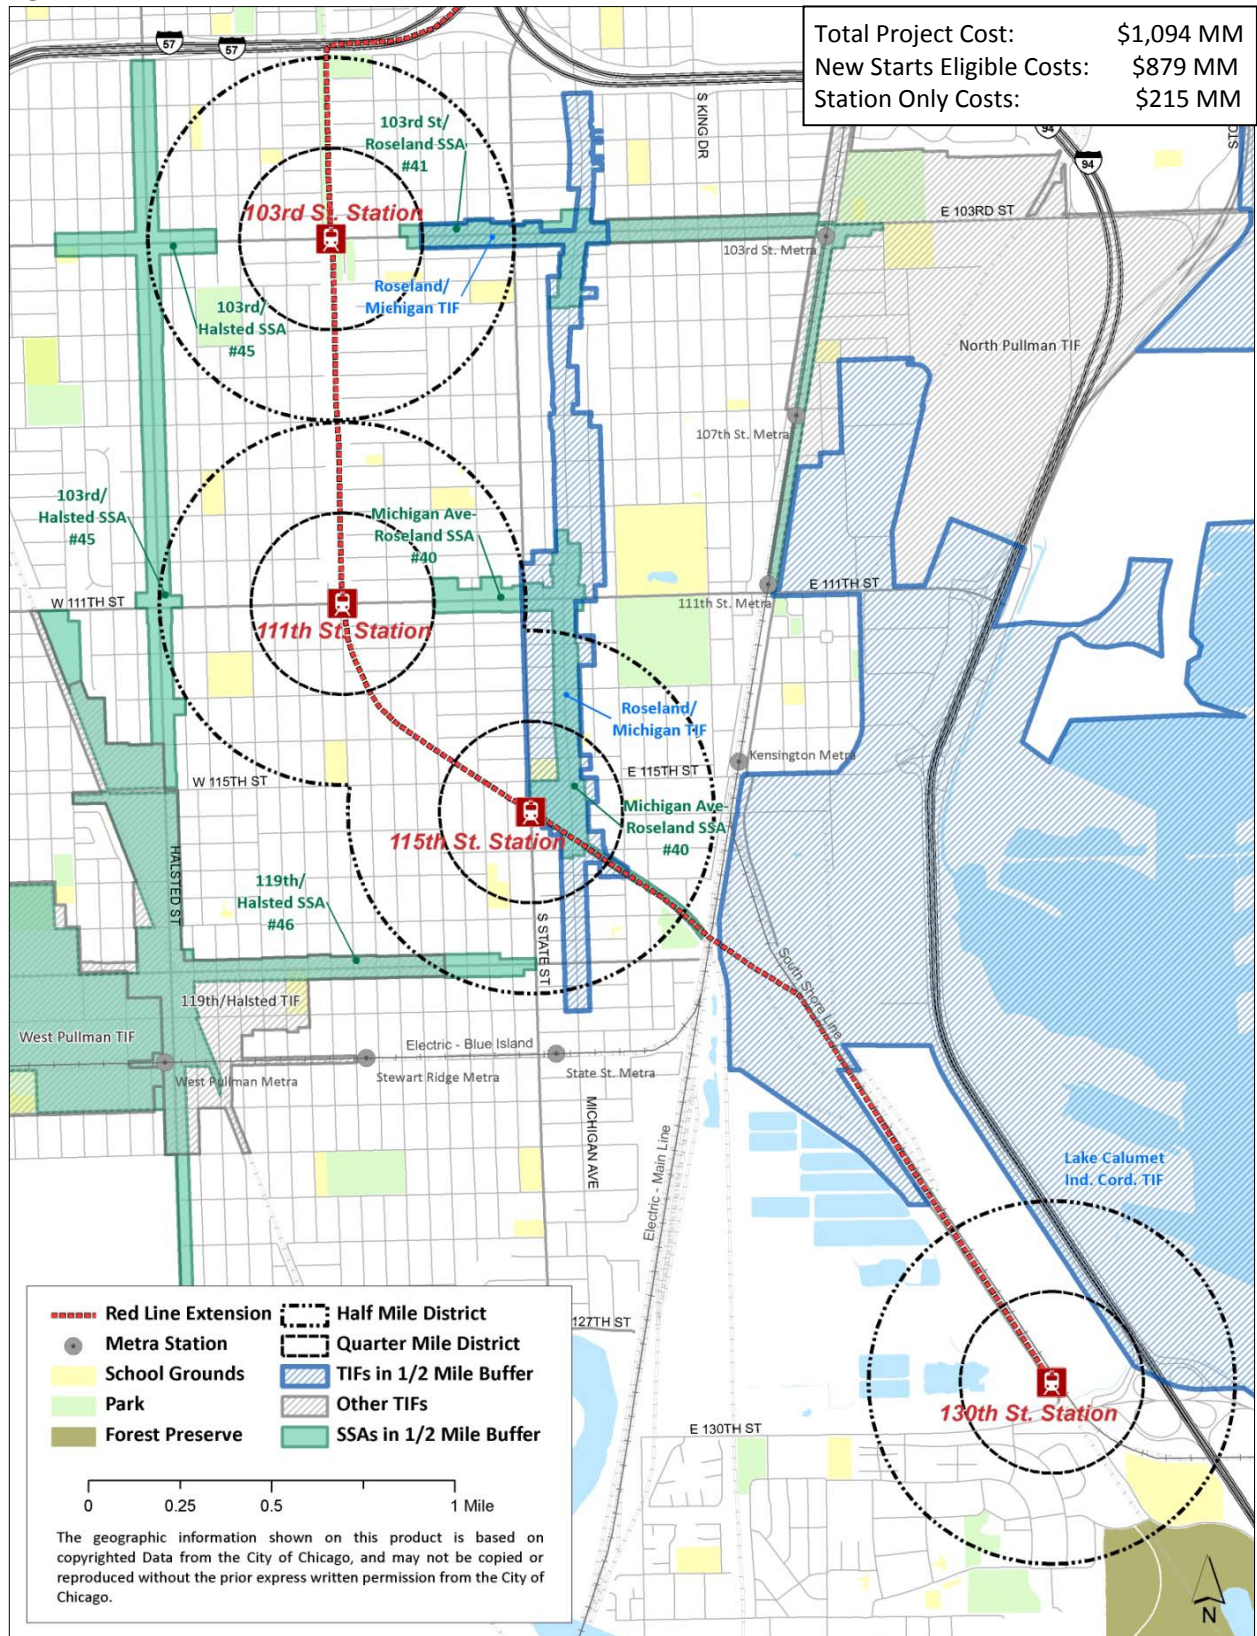 Total Project Cost: $1,094 MM
New Starts Eligible Costs: $879 MM
Station Only Costs: $215 MM
57
57
94
94
S KING DR
103rd St/
Roseland SSA
#41
103rd St. Station
E 103RD ST
103rd St. Metra
Roseland/
Michigan TIF
103rd/
Halsted SSA
#45
North Pullman TIF
107th St. Metra
103rd/
Halsted SSA
#45
Michigan Ave-
Roseland SSA
#40
W 111TH ST
E 111TH ST
111th St. Metra
111th St. Station
Roseland/
Michigan TIF
Kensington Metra
W 115TH ST
E 115TH ST
Michigan Ave-
Roseland SSA
#40
115th St. Station
HALSTED ST
119th/
Halsted SSA
#46
S STATE ST
South Shore Line
119th/Halsted TIF
West Pullman TIF
Electric - Blue Island
West Pullman Metra
Stewart Ridge Metra
State St. Metra
MICHIGAN AVE
Electric - Main Line
Lake Calumet
Ind. Cord. TIF
127TH ST
130th St. Station
E 130TH ST
Red Line Extension
Metra Station
School Grounds
Park
Forest Preserve
Half Mile District
Quarter Mile District
TIFs in 1/2 Mile Buffer
Other TIFs
SSAs in 1/2 Mile Buffer
0 0.25 0.5 1 Mile
The geographic information shown on this product is based on
copyrighted Data from the City of Chicago, and may not be copied or
reproduced without the prior express written permission from the City of
Chicago.
N